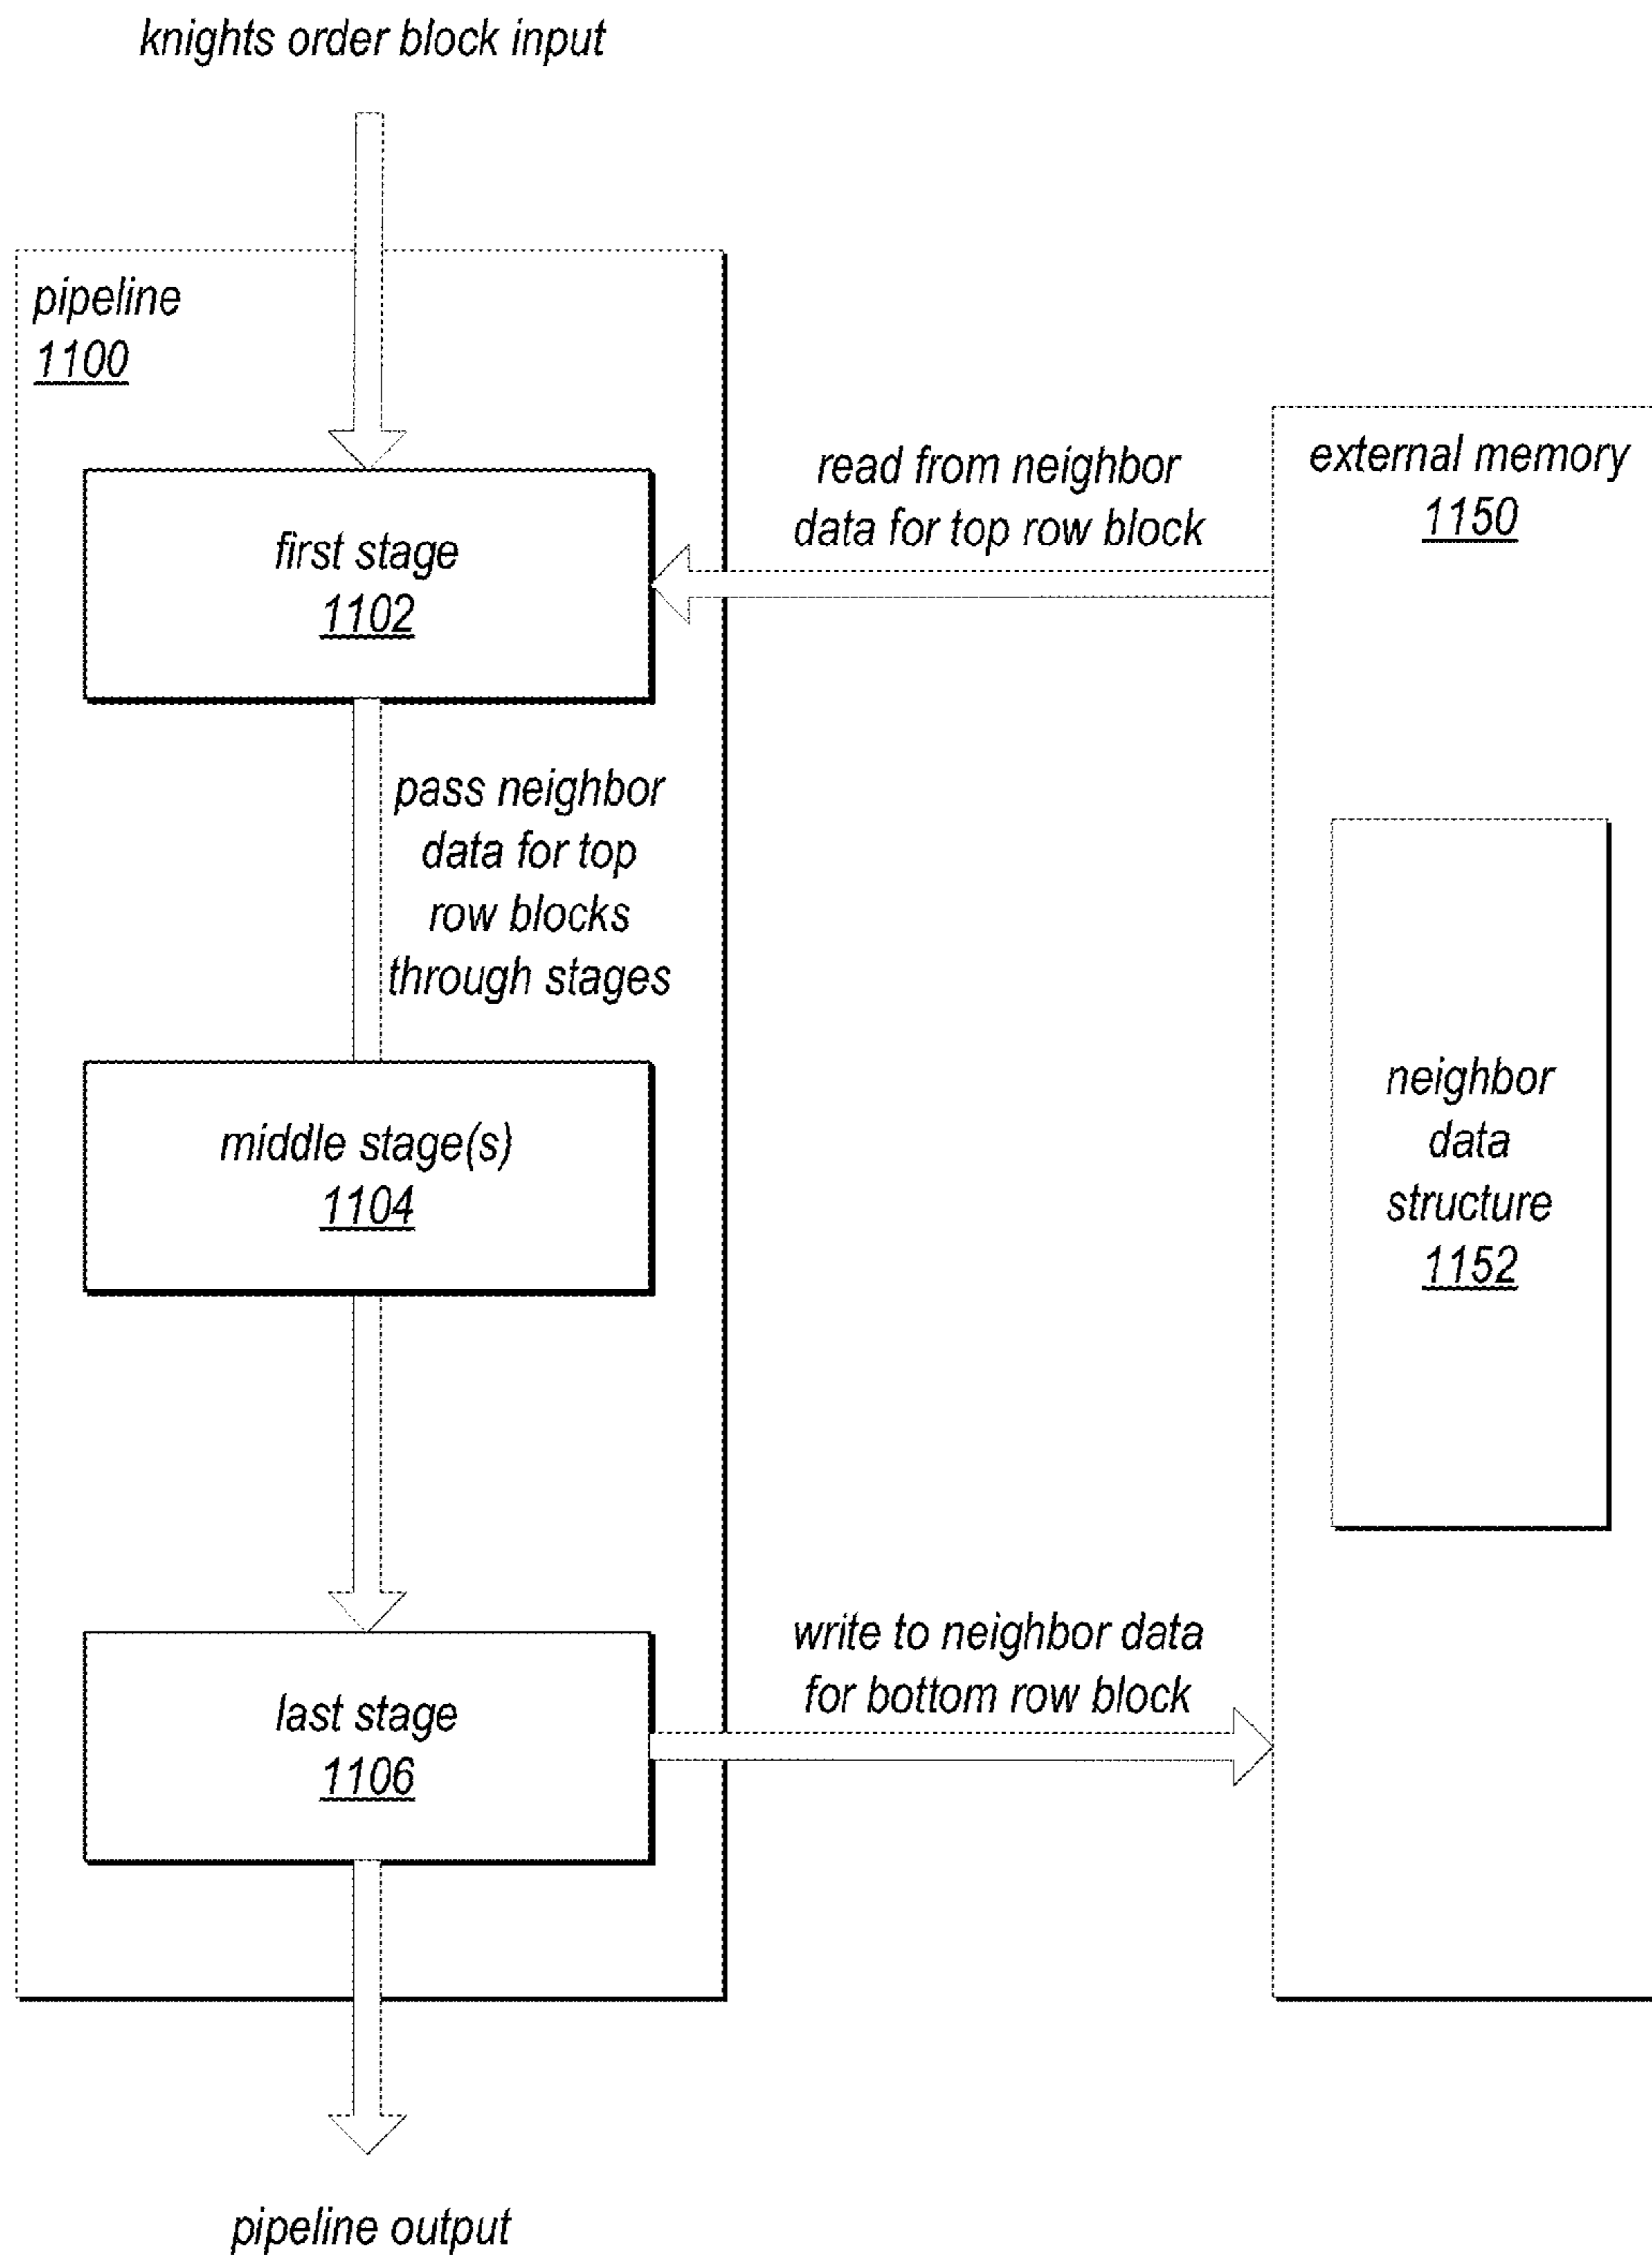 knights order block input
pipeline
1100
first stage
1102
read from neighbor
data for top row block
external memory
1150
pass neighbor
data for top
row blocks
through stages
middle stage(s)
1104
neighbor
data
structure
1152
last stage
1106
write to neighbor data
for bottom row block
pipeline output